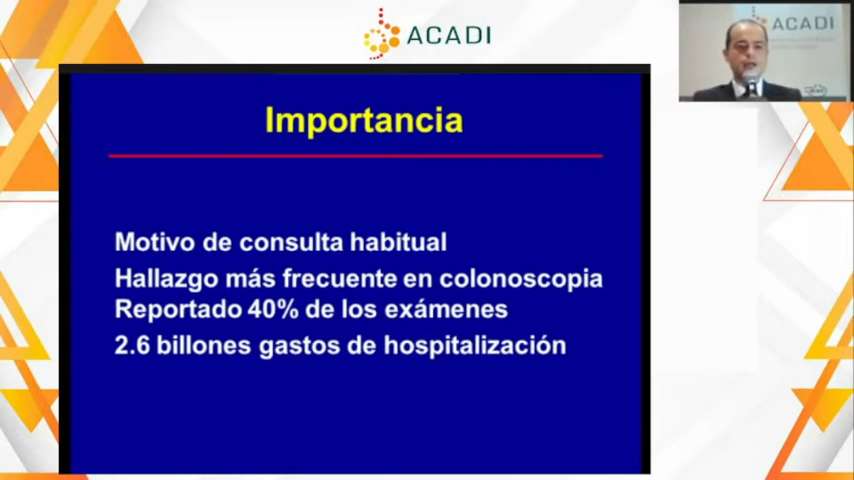 ACADI
ACADI
Importancia
Motivo de consulta habitual
Hallazgo más frecuente en colonoscopia
Reportado 40% de los exámenes
2.6 billones gastos de hospitalización